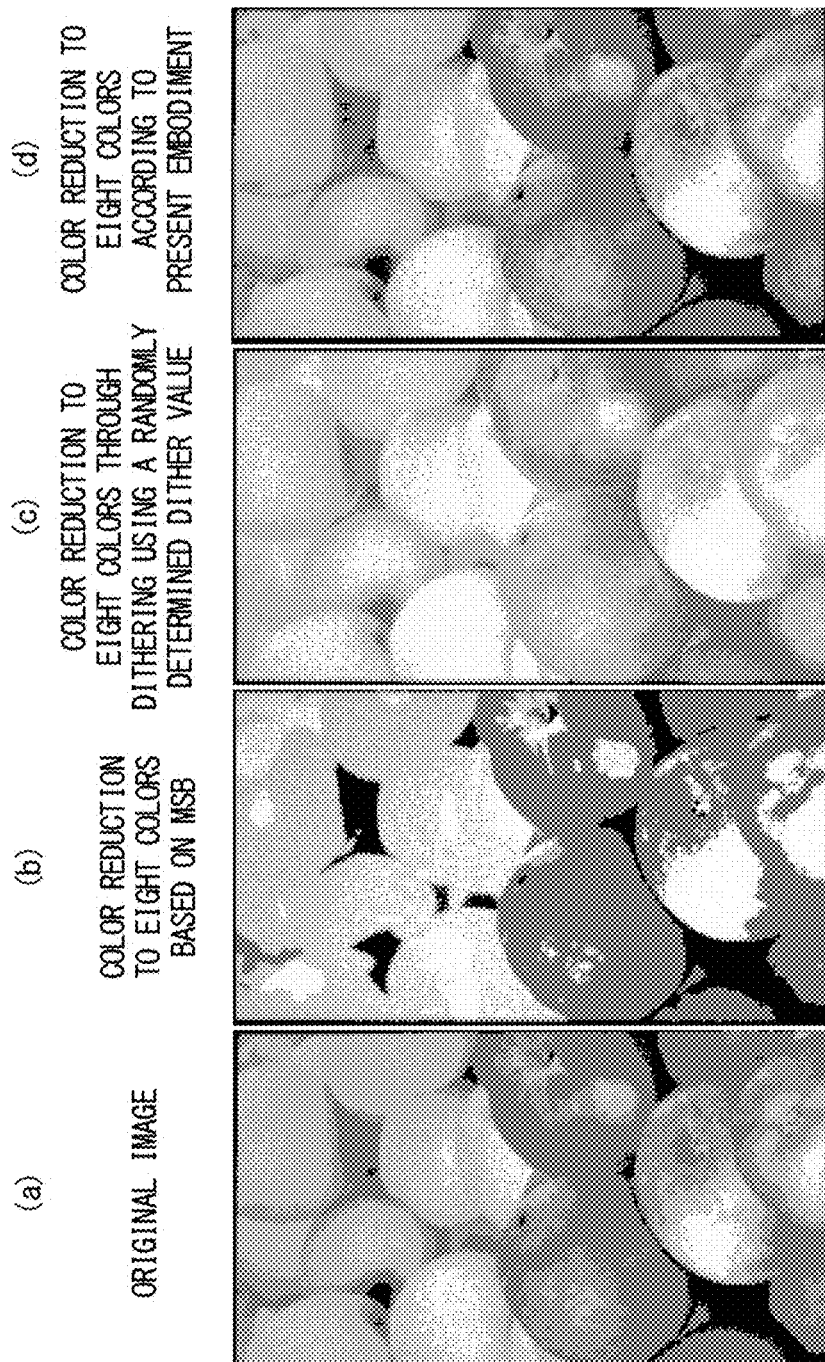 (a)
ORIGINAL IMAGE
(b)
COLOR REDUCTION
TO EIGHT COLORS
BASED ON MSB
(c)
COLOR REDUCTION TO
EIGHT COLORS THROUGH
DITHERING USING A RANDOMLY
DETERMINED DITHER VALUE
(d)
COLOR REDUCTION TO
EIGHT COLORS
ACCORDING TO
PRESENT EMBODIMENT